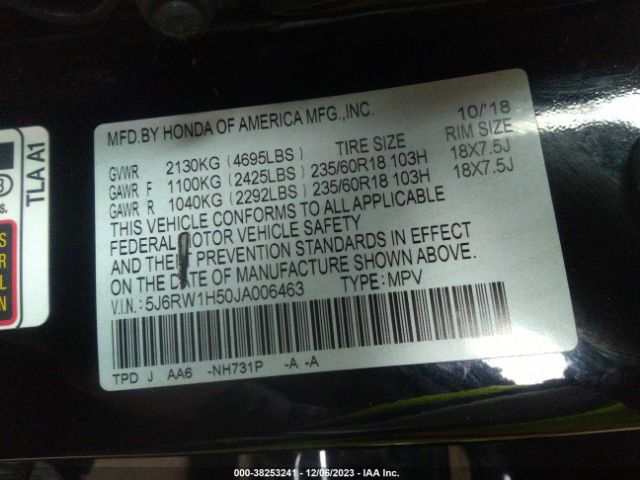 TLA A1
s.
MFD.BY HONDA OF AMERICA MFG.,INC. 10/'18
GVWR 2130KG (4695LBS) TIRE SIZE RIM SIZE
GAWR F 1100KG (2425LBS) 235/60R18 103H 18X7.5J
GAWR R 1040KG (2292LBS) 235/60R18 103H 18X7.5J
THIS VEHICLE CONFORMS TO ALL APPLICABLE
FEDERAL MOTOR VEHICLE SAFETY
AND THEFT PREVENTION STANDARDS IN EFFECT
ON THE DATE OF MANUFACTURE SHOWN ABOVE.
V.I.N.: 5J6RW1H50JA006463 TYPE: MPV
TPD J AA6 -NH731P -A -A
000-38253241 - 12/06/2023 - IAA Inc.